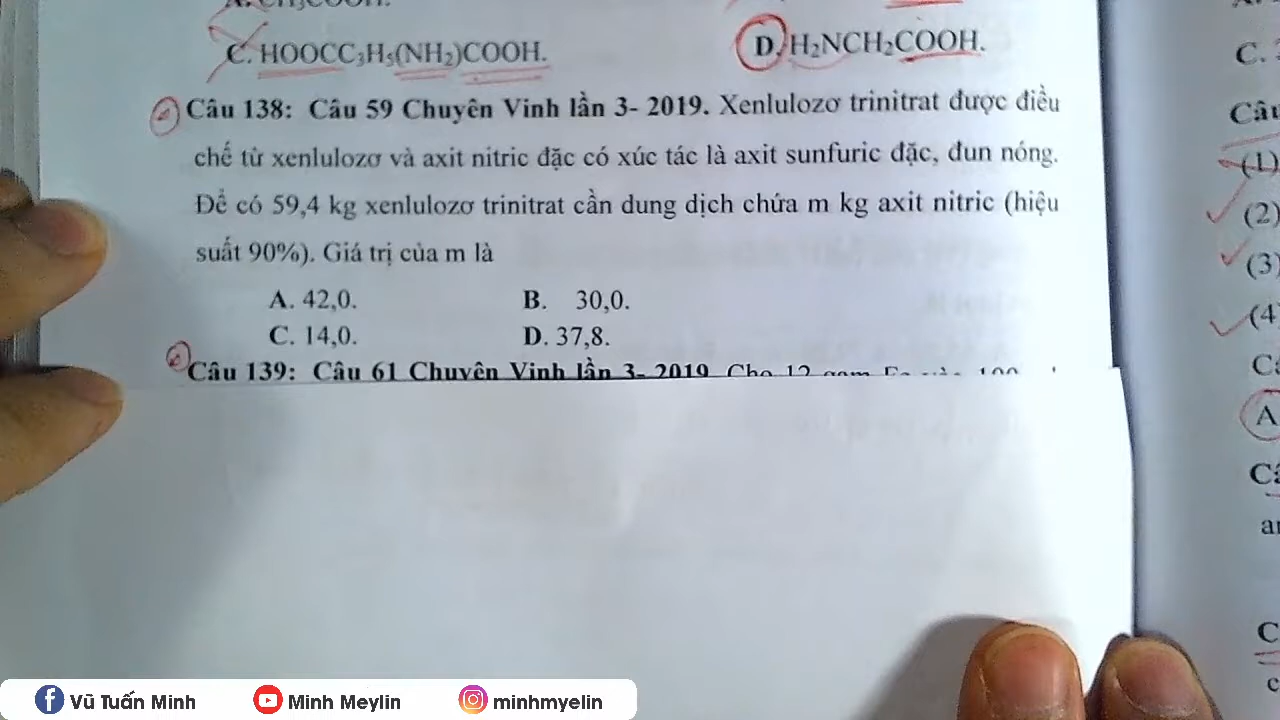 C. HOOCC₃H₅(NH₂)COOH. D. H₂NCH₂COOH.
Câu 138: Câu 59 Chuyên Vinh lần 3- 2019. Xenlulozơ trinitrat được điều
chế từ xenlulozơ và axit nitric đặc có xúc tác là axit sunfuric đặc, đun nóng.
Để có 59,4 kg xenlulozơ trinitrat cần dung dịch chứa m kg axit nitric (hiệu
suất 90%). Giá trị của m là
A. 42,0. B. 30,0.
C. 14,0. D. 37,8.
Câu 139: Câu 61 Chuyên Vinh lần 3- 2019. Cho 12 gam
C.
Câu
(1)
(2)
(3)
(4)
A
C
Vũ Tuấn Minh Minh Meylin minhmyelin